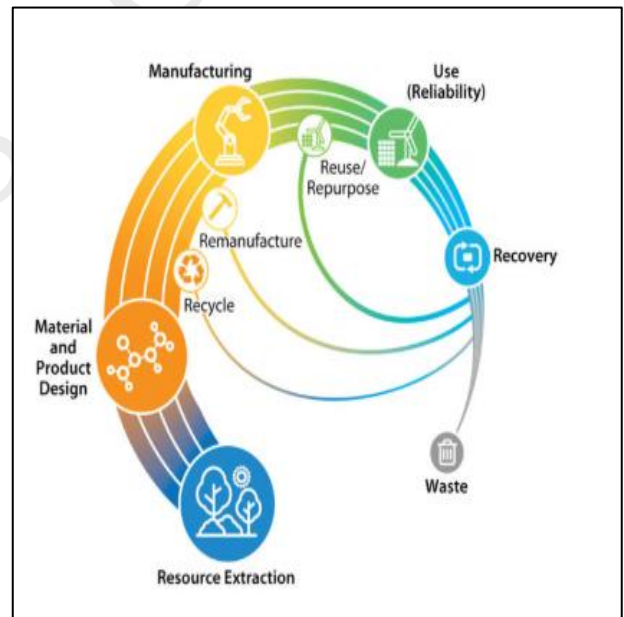 Manufacturing
Use
(Reliability)
Reuse/
Repurpose
Remanufacture
Recovery
Recycle
Material
and
Product
Design
Waste
Resource Extraction